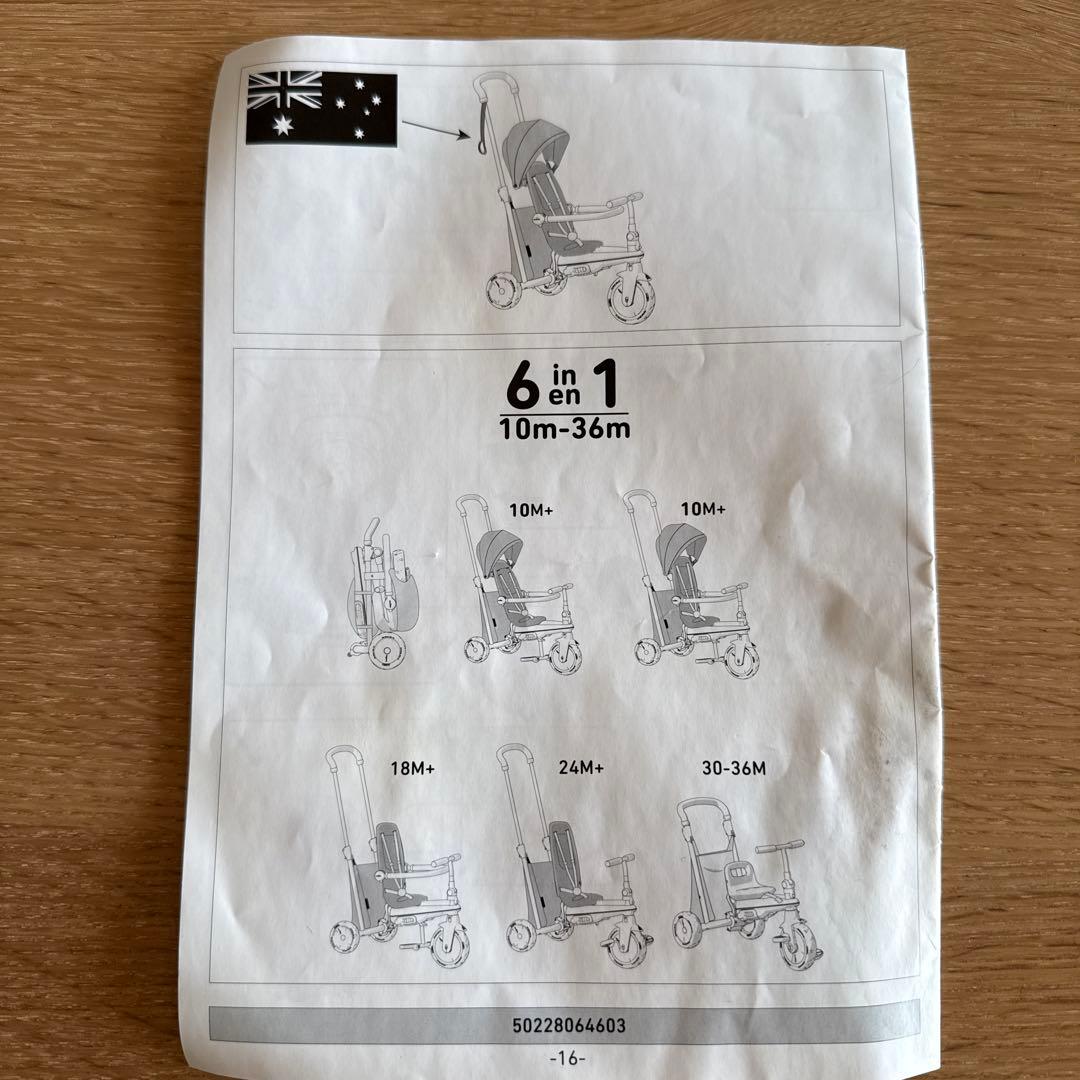 6 in en 1
10m-36m
10M+
10M+
18M+
24M+
30-36M
50228064603
-16-